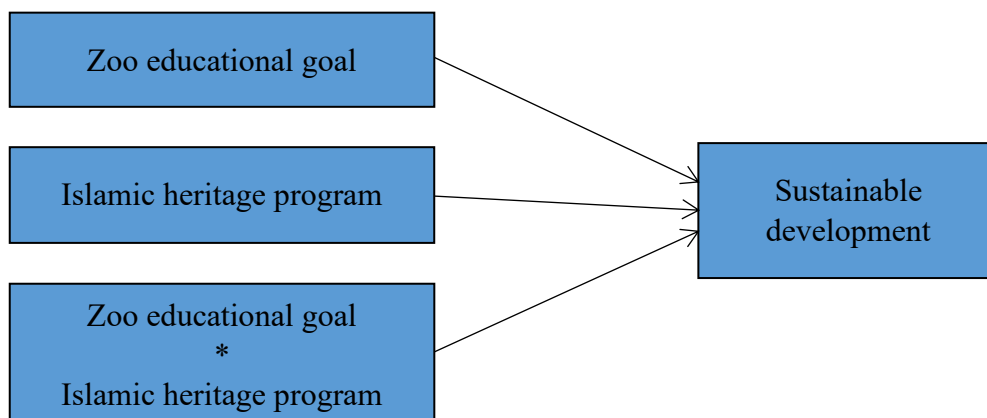 Zoo educational goal
Islamic heritage program
Zoo educational goal
*
Islamic heritage program
Sustainable
development